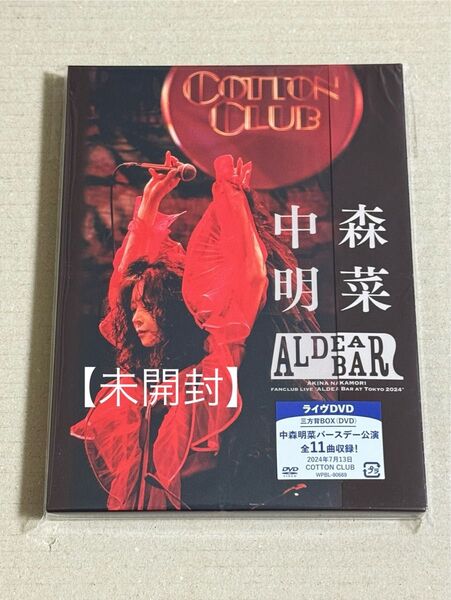 COTTON
CLUB
中森
明菜
ALDEA
BAR
"AKINA NAKAMORI
FANCLUB LIVE "ALDEA BAR AT TOKYO 2024"
【未開封】
ライヴDVD
三方背BOX(DVD)
中森明菜バースデー公演
全11曲収録!
2024年7月13日
COTTON CLUB
WPBL-90669
DVD
VIDEO